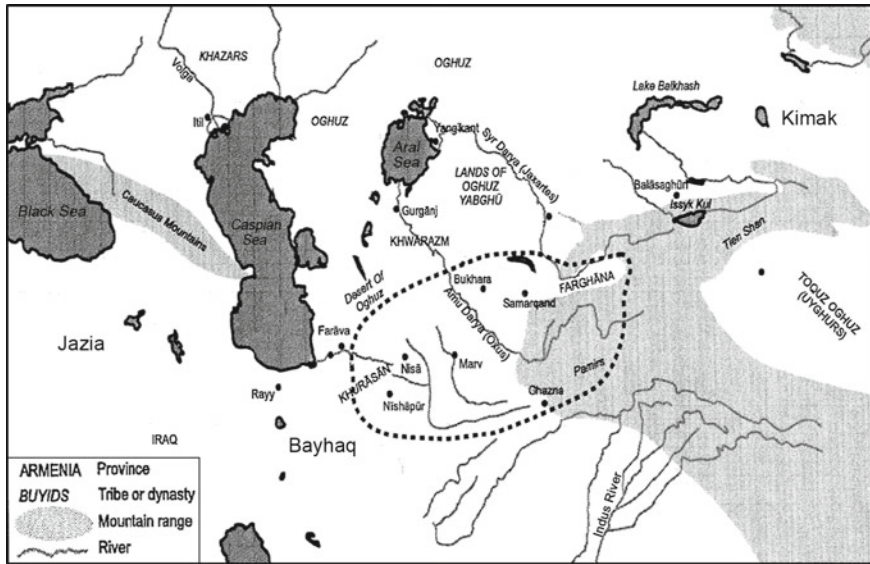 KHAZARS
Volga
OGHUZ
Lake Balkhash
Itil
OGHUZ
Aral
Sea
Yangikant
Syr Darya (Jaxartes)
Kimak
LANDS OF
OGHUZ
YABGHŪ
Balāsaghūn
Issyk Kul
Black Sea
Caucasus Mountains
Caspian
Sea
Gurgānj
KHWĀRAZM
Tien Shan
Desert Of
Oghuz
Bukhara
Samarqand
FARGHĀNA
TOQUZ OGHUZ
(UYGHURS)
Amu Darya (Oxus)
Jazia
Farāva
Nisā
Marv
Pamirs
KHURĀSĀN
Rayy
Nīshāpūr
Ghazna
IRAQ
Bayhaq
Indus River
ARMENIA Province
BUYIDS Tribe or dynasty
Mountain range
River